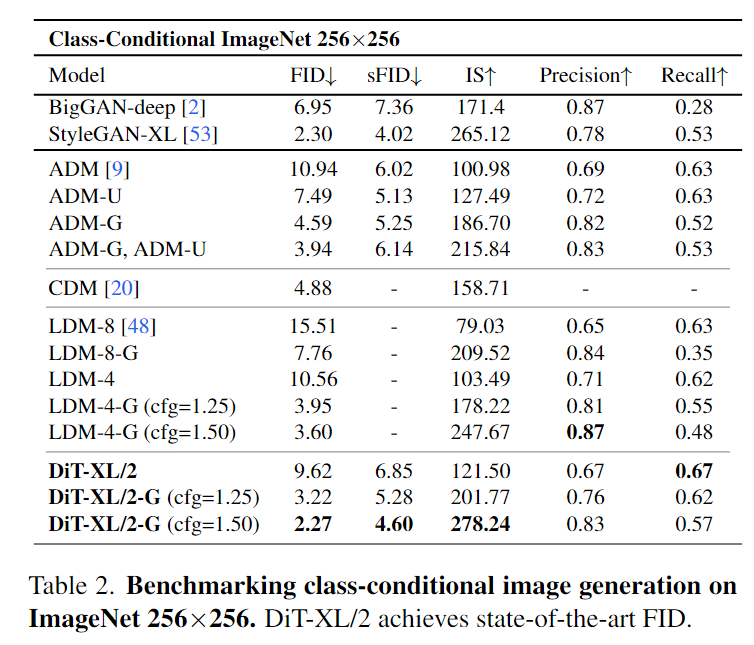 Class-Conditional ImageNet 256×256
Model FID↓ sFID↓ IS↑ Precision↑ Recall↑
BigGAN-deep [2] 6.95 7.36 171.4 0.87 0.28
StyleGAN-XL [53] 2.30 4.02 265.12 0.78 0.53
ADM [9] 10.94 6.02 100.98 0.69 0.63
ADM-U 7.49 5.13 127.49 0.72 0.63
ADM-G 4.59 5.25 186.70 0.82 0.52
ADM-G, ADM-U 3.94 6.14 215.84 0.83 0.53
CDM [20] 4.88 - 158.71 - -
LDM-8 [48] 15.51 - 79.03 0.65 0.63
LDM-8-G 7.76 - 209.52 0.84 0.35
LDM-4 10.56 - 103.49 0.71 0.62
LDM-4-G (cfg=1.25) 3.95 - 178.22 0.81 0.55
LDM-4-G (cfg=1.50) 3.60 - 247.67 0.87 0.48
DiT-XL/2 9.62 6.85 121.50 0.67 0.67
DiT-XL/2-G (cfg=1.25) 3.22 5.28 201.77 0.76 0.62
DiT-XL/2-G (cfg=1.50) 2.27 4.60 278.24 0.83 0.57
Table 2. Benchmarking class-conditional image generation on
ImageNet 256×256. DiT-XL/2 achieves state-of-the-art FID.